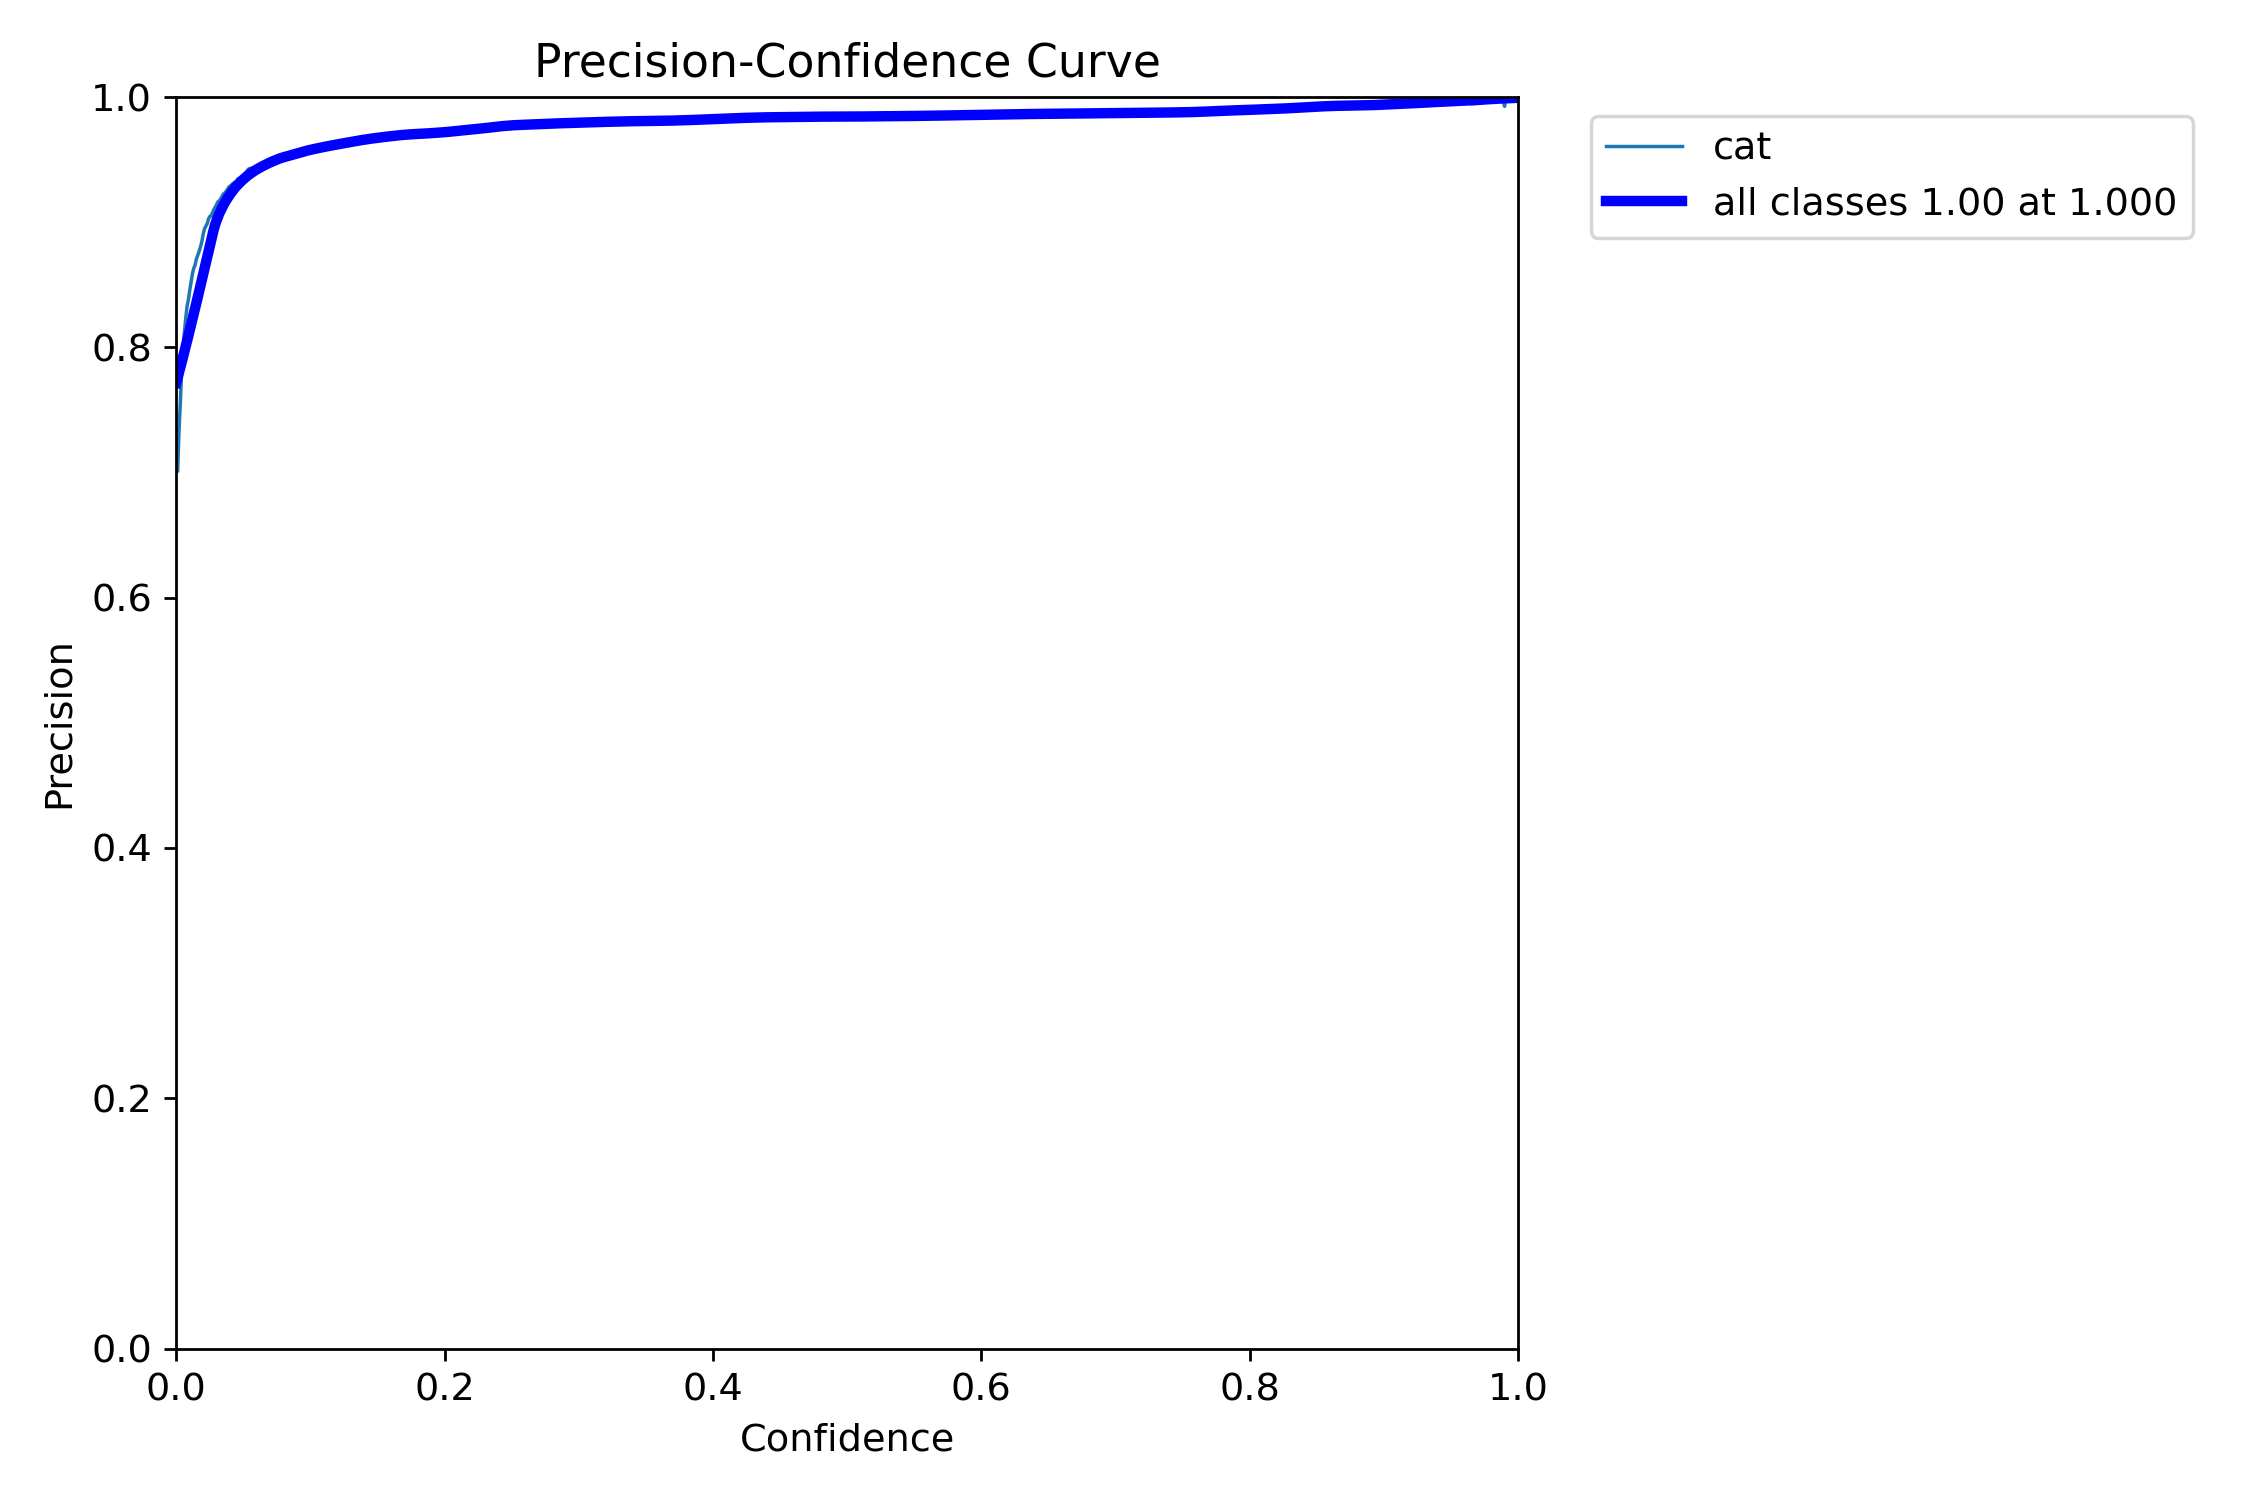 Precision-Confidence Curve
1.0
0.8
0.6
0.4
0.2
0.0
Precision
0.0 0.2 0.4 0.6 0.8 1.0
Confidence
cat
all classes 1.00 at 1.000